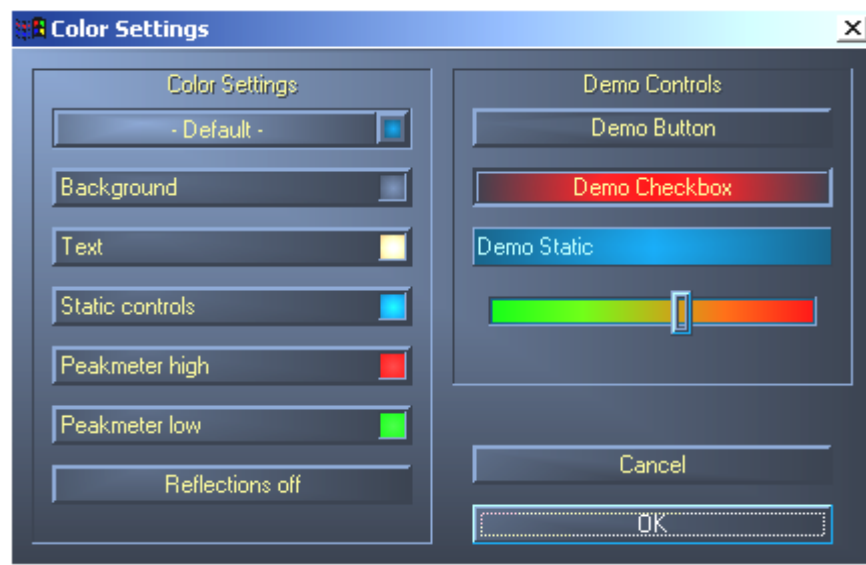 Color Settings
Color Settings
- Default -
Background
Text
Static controls
Peakmeter high
Peakmeter low
Reflections off
Demo Controls
Demo Button
Demo Checkbox
Demo Static
Cancel
OK